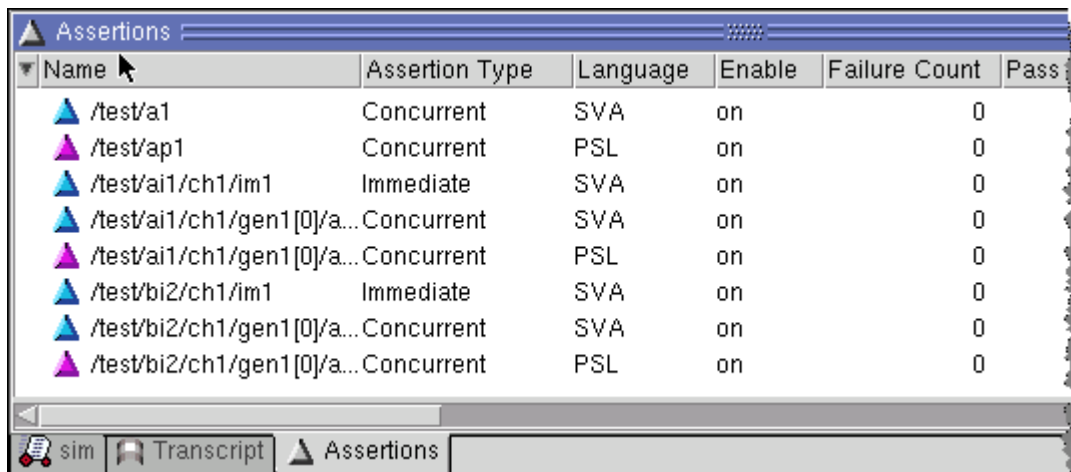 Assertions
Name Assertion Type Language Enable Failure Count Pass
/test/a1 Concurrent SVA on 0
/test/ap1 Concurrent PSL on 0
/test/ai1/ch1/im1 Immediate SVA on 0
/test/ai1/ch1/gen1[0]/a... Concurrent SVA on 0
/test/ai1/ch1/gen1[0]/a... Concurrent PSL on 0
/test/bi2/ch1/im1 Immediate SVA on 0
/test/bi2/ch1/gen1[0]/a... Concurrent SVA on 0
/test/bi2/ch1/gen1[0]/a... Concurrent PSL on 0
sim Transcript Assertions